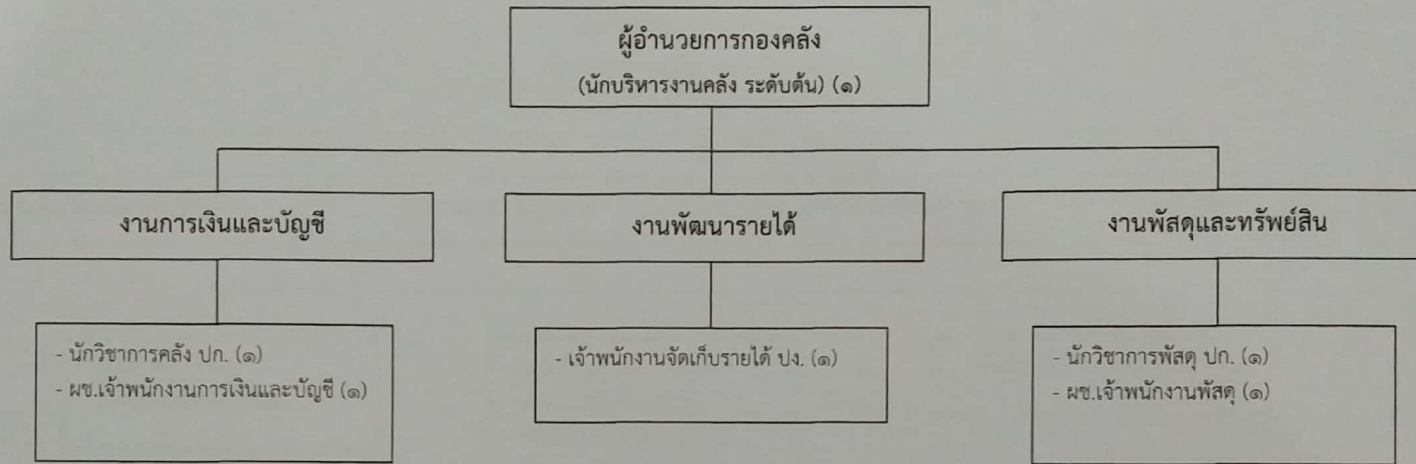 ผู้อำนวยการกองคลัง
(นักบริหารงานคลัง ระดับต้น) (๑)
งานการเงินและบัญชี
งานพัฒนารายได้
งานพัสดุและทรัพย์สิน
- นักวิชาการคลัง ปก. (๑)
- ผช.เจ้าพนักงานการเงินและบัญชี (๑)
- เจ้าพนักงานจัดเก็บรายได้ ปง. (๑)
- นักวิชาการพัสดุ ปก. (๑)
- ผช.เจ้าพนักงานพัสดุ (๑)